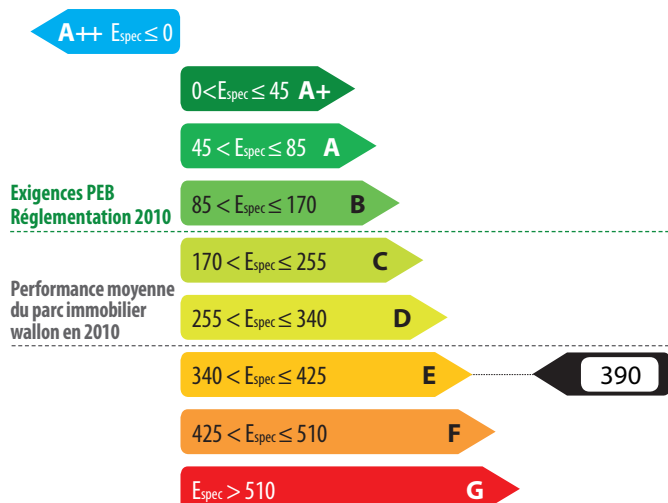 A++ Espec ≤ 0
0<Espec ≤ 45 A+
45 < Espec ≤ 85 A
Exigences PEB
Réglementation 2010
85 < Espec ≤ 170 B
170 < Espec ≤ 255 C
Performance moyenne
du parc immobilier
wallon en 2010
255 < Espec ≤ 340 D
340 < Espec ≤ 425 E
390
425 < Espec ≤ 510 F
Espec > 510 G